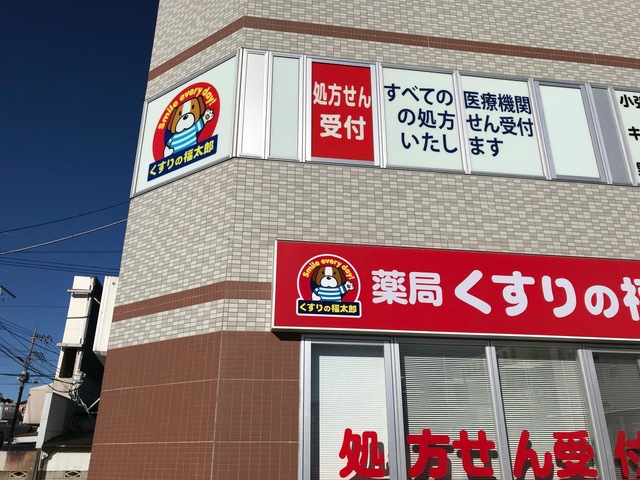 Smile every day!
くすりの福太郎
処方せん
受付
すべての 医療機関
の処方 せん受付
いたし ます
Smile every day!
くすりの福太郎
薬局 くすりの
処方せん受付